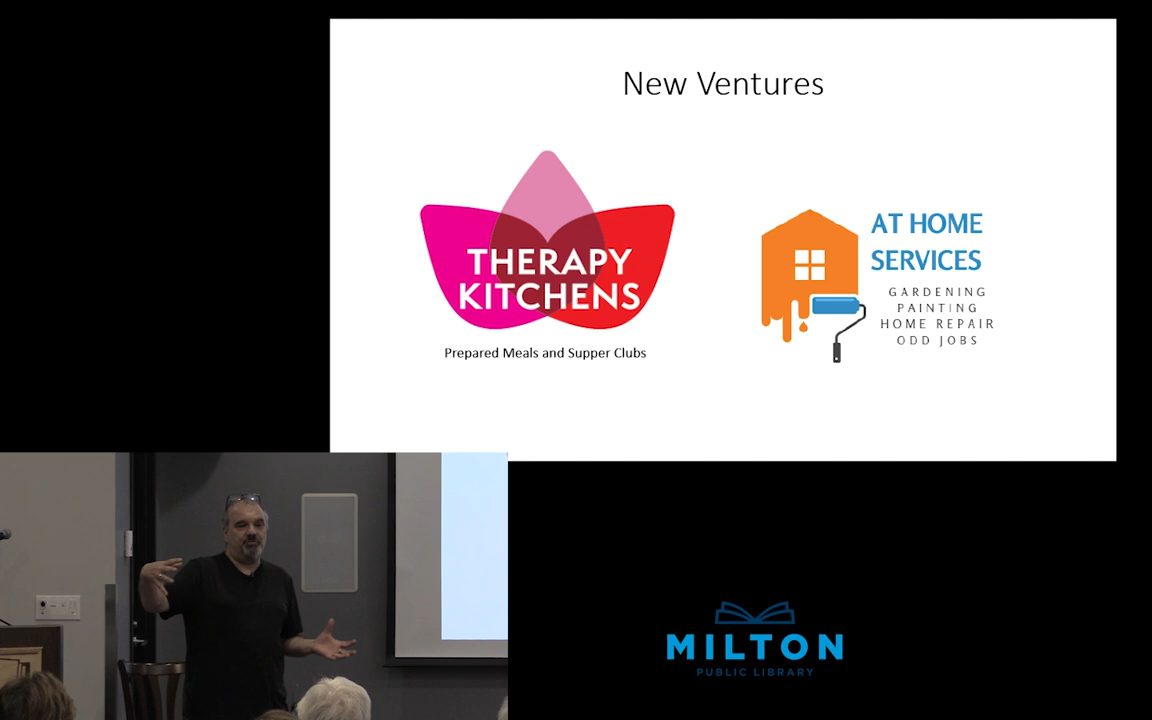 New Ventures
THERAPY
KITCHENS
Prepared Meals and Supper Clubs
AT HOME
SERVICES
GARDENING
PAINTING
HOME REPAIR
ODD JOBS
MILTON
PUBLIC LIBRARY